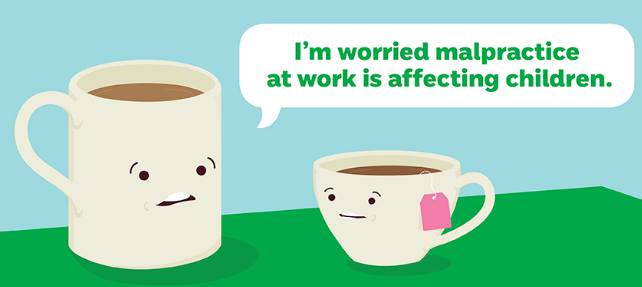 I'm worried malpractice
at work is affecting children.